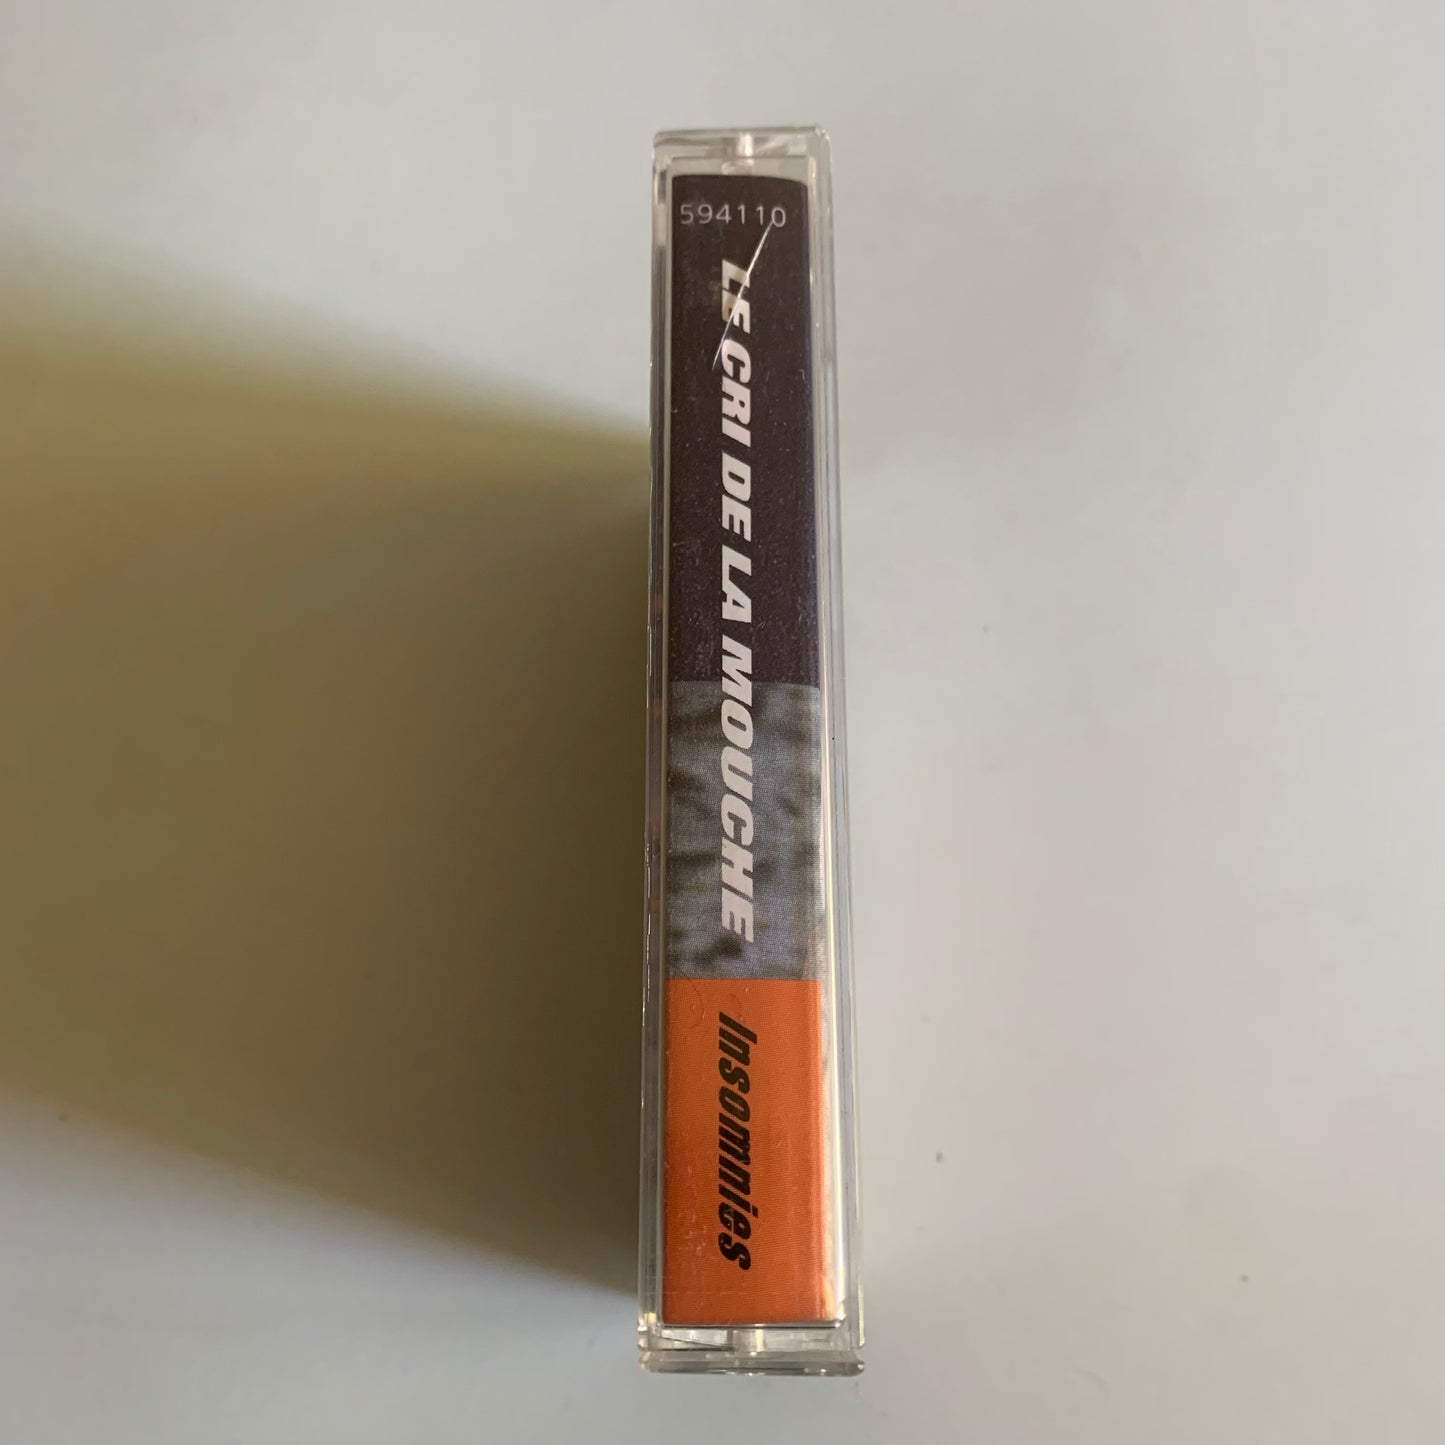 594110
LE CRI DE LA MOUCHE
Insomnies